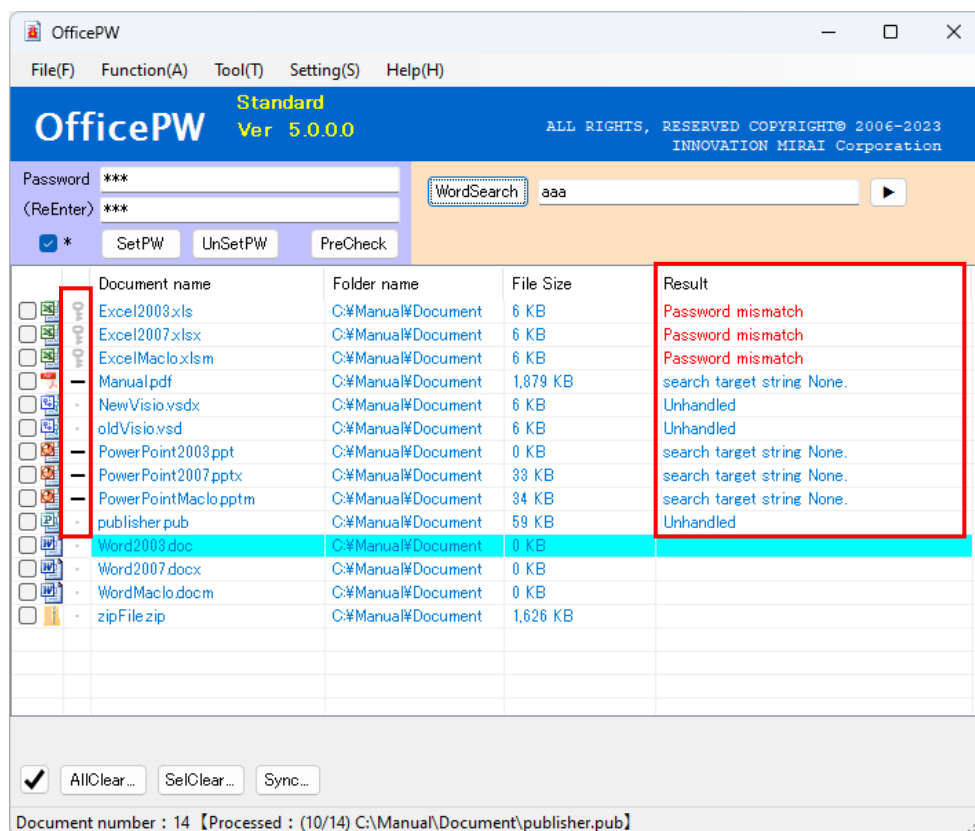 OfficePW
File(F) Function(A) Tool(T) Setting(S) Help(H)
OfficePW
Standard
Ver 5.0.0.0
ALL RIGHTS, RESERVED COPYRIGHT© 2006-2023
INNOVATION MIRAI Corporation
Password ***
(ReEnter) ***
WordSearch aaa
* SetPW UnSetPW PreCheck
Document name Folder name File Size Result
Excel2003.xls C:¥Manual¥Document 6 KB Password mismatch
Excel2007.xlsx C:¥Manual¥Document 6 KB Password mismatch
ExcelMaclo.xlsm C:¥Manual¥Document 6 KB Password mismatch
Manual.pdf C:¥Manual¥Document 1,879 KB search target string None.
NewVisio.vsdx C:¥Manual¥Document 6 KB Unhandled
oldVisio.vsd C:¥Manual¥Document 6 KB Unhandled
PowerPoint2003.ppt C:¥Manual¥Document 0 KB search target string None.
PowerPoint2007.pptx C:¥Manual¥Document 33 KB search target string None.
PowerPointMaclo.pptm C:¥Manual¥Document 34 KB search target string None.
publisher.pub C:¥Manual¥Document 59 KB Unhandled
Word2003.doc C:¥Manual¥Document 0 KB
Word2007.docx C:¥Manual¥Document 0 KB
WordMaclo.docm C:¥Manual¥Document 0 KB
zipFile.zip C:¥Manual¥Document 1,626 KB
AllClear... SelClear... Sync...
Document number : 14 【Processed : (10/14) C:\Manual\Document\publisher.pub】